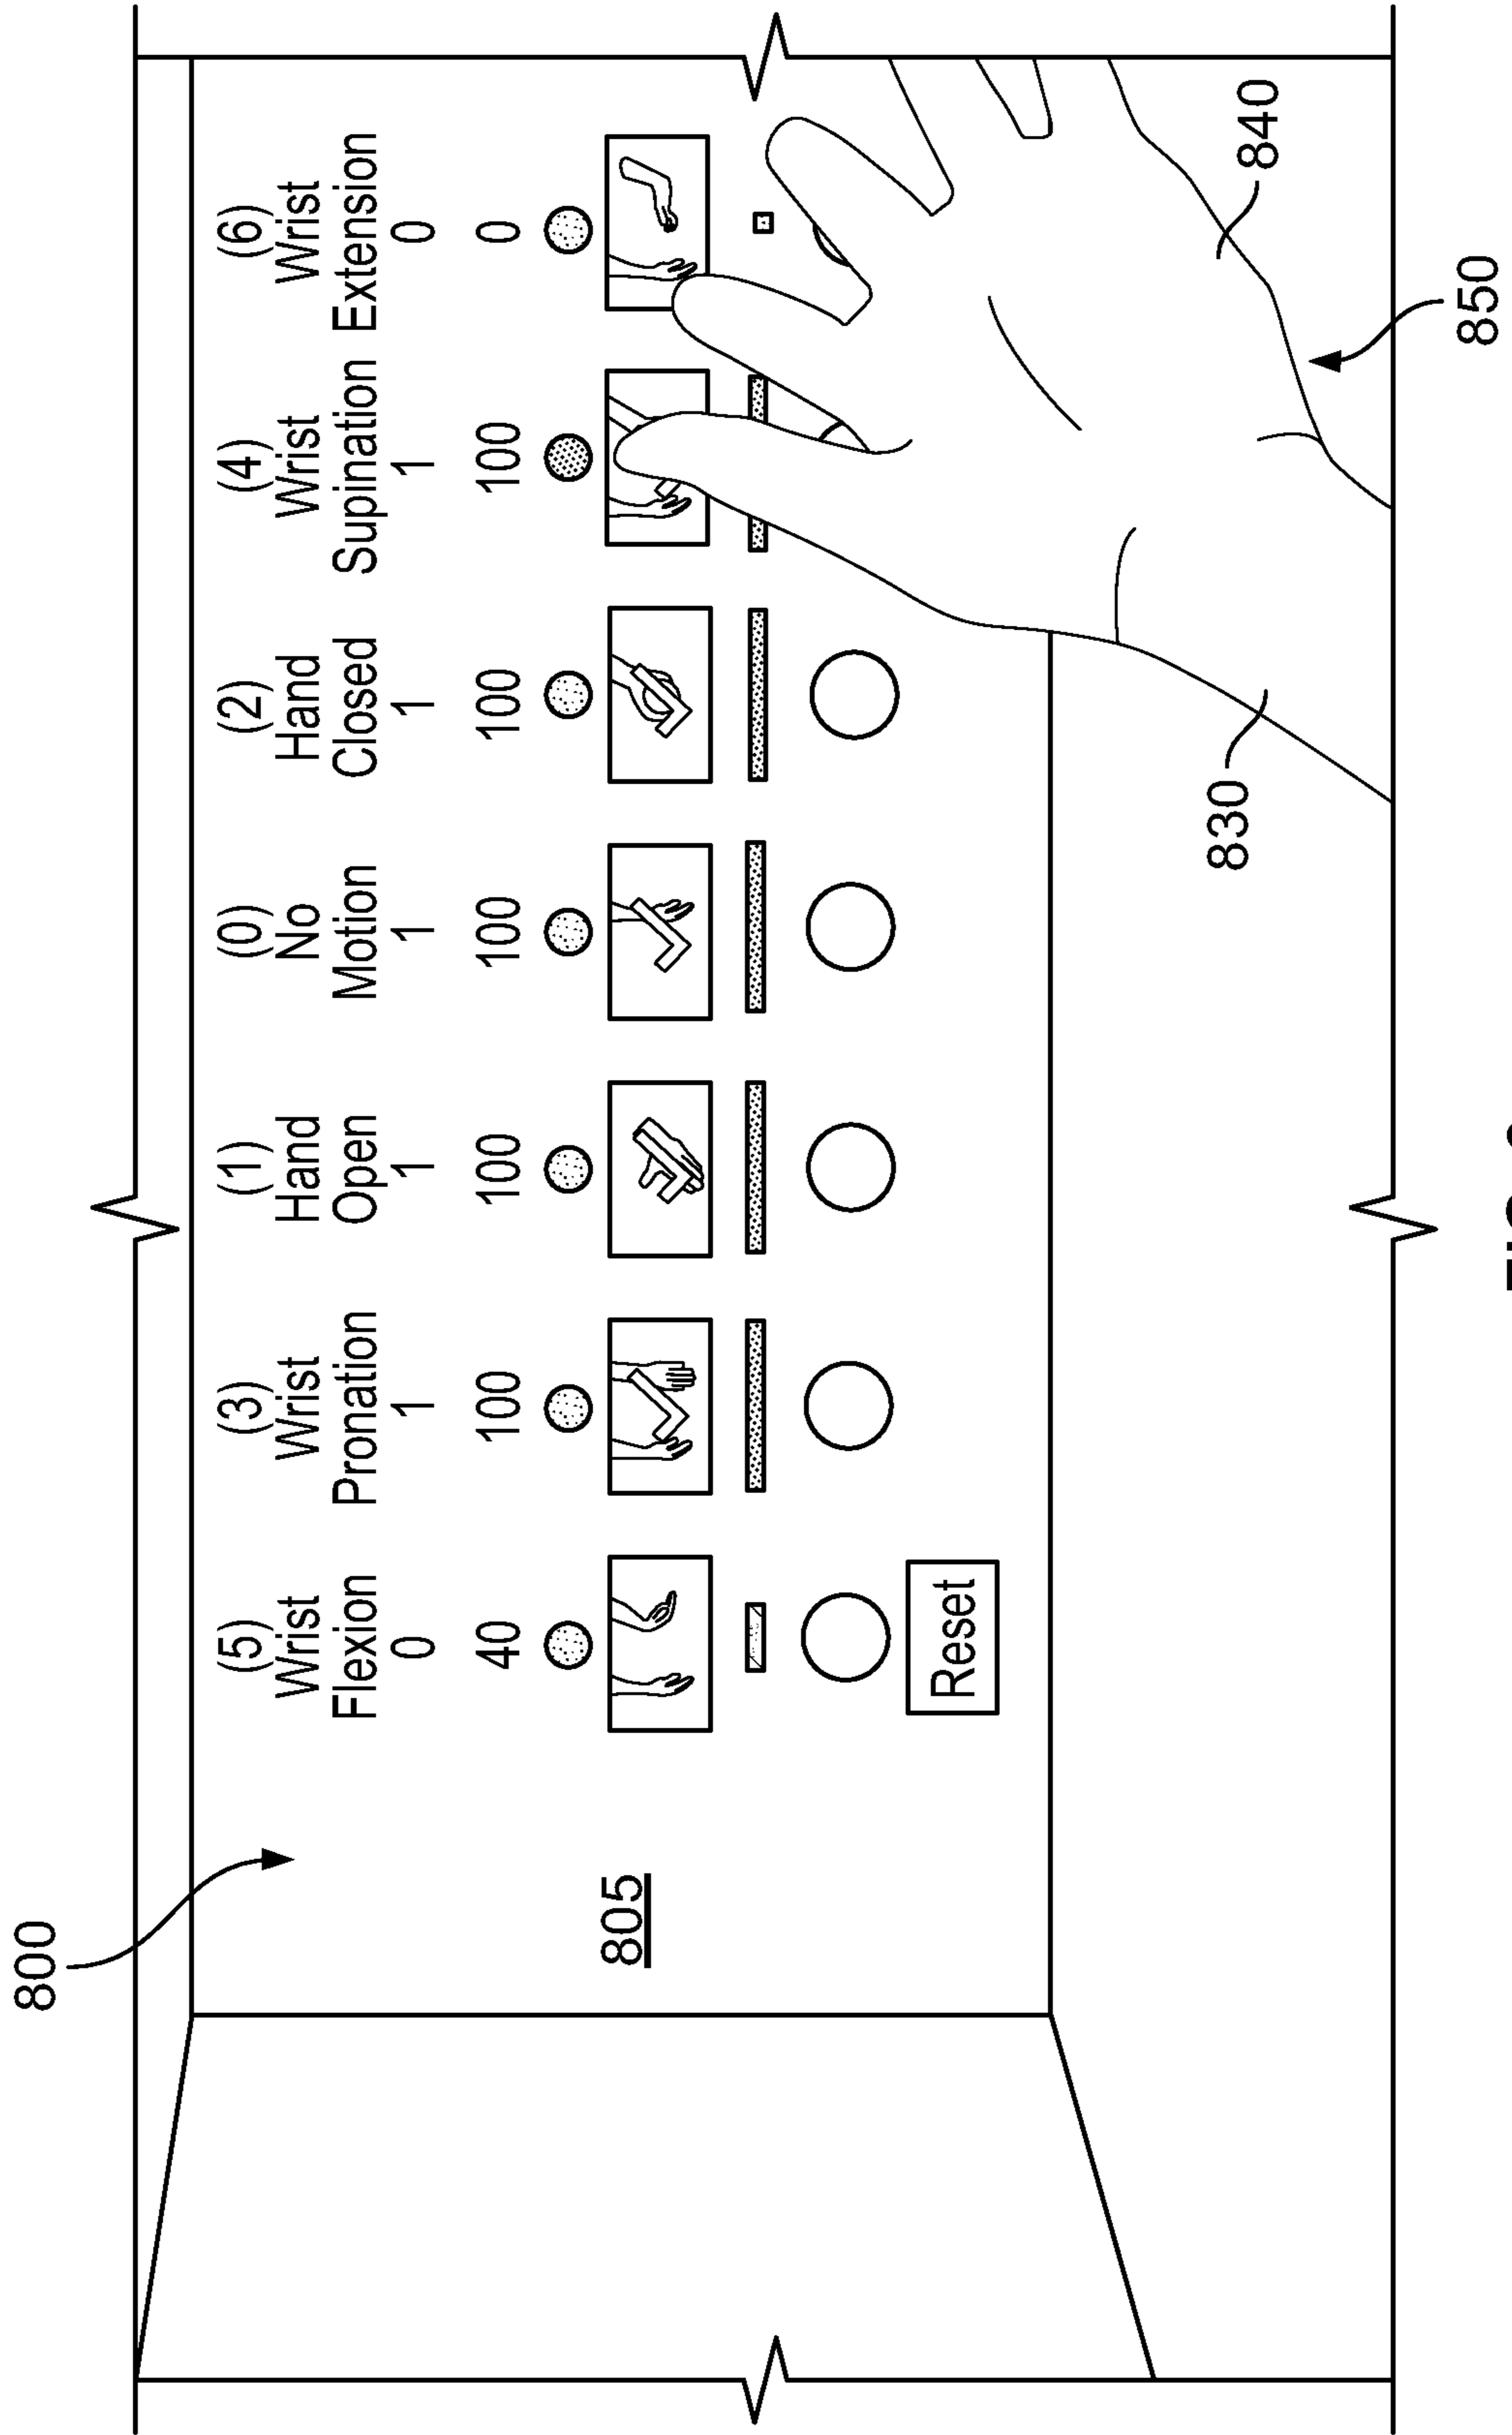 800
805
(5)
Wrist
Flexion
0
40
Reset
(3)
Wrist
Pronation
1
100
(1)
Hand
Open
1
100
(0)
No
Motion
1
100
(2)
Hand
Closed
1
100
(4)
Wrist
Supination
1
100
(6)
Wrist
Extension
0
0
830
840
850